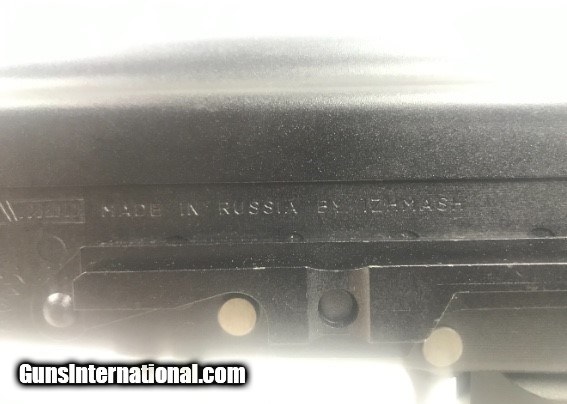 MADE IN RUSSIA BY IZHMASH
GunsInternational.com